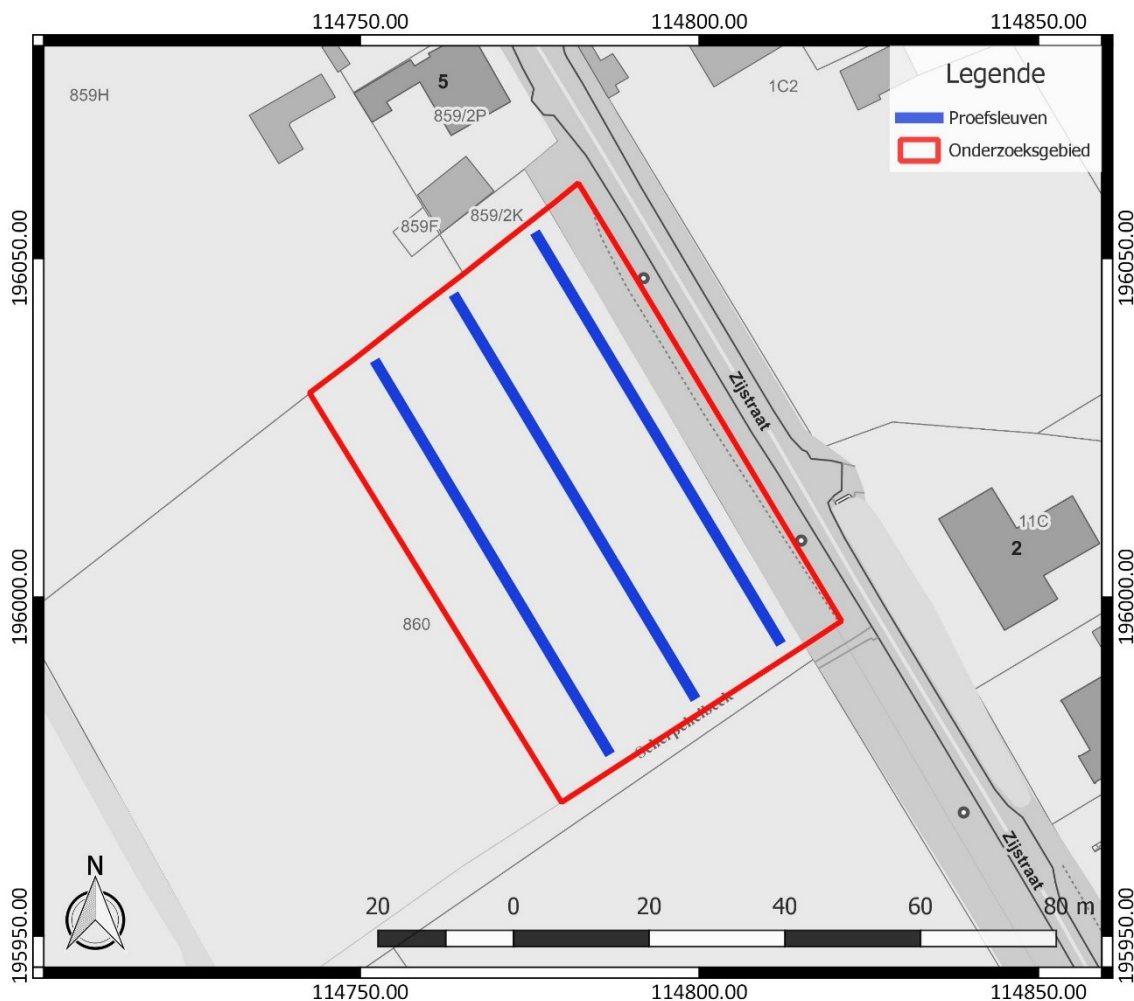 114750.00 114800.00 114850.00
859H
5
859/2P
1C2
Legende
Proefsleuven
Onderzoeksgebied
859F
859/2K
196050.00
196050.00
Zijstraat
11C
2
196000.00
196000.00
860
Scherpenelbeek
Zijstraat
N
20 0 20 40 60 80 m
195950.00
195950.00
114750.00 114800.00 114850.00